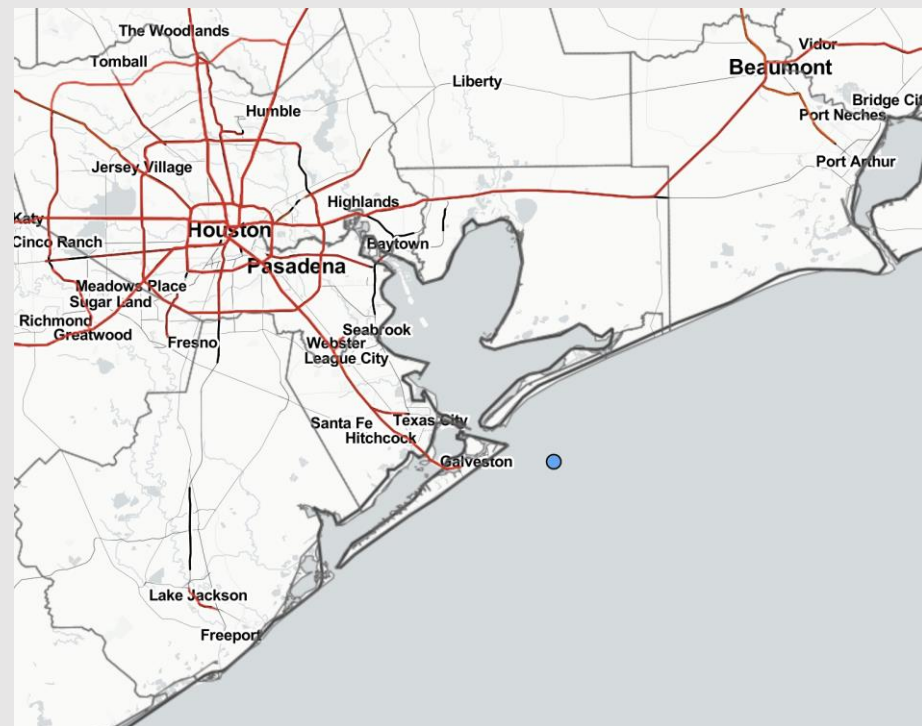 The Woodlands
Vidor
Tomball
Beaumont
Liberty
Bridge Cit
Humble
Port Neches
Jersey Village
Port Arthur
Highlands
Katy
Houston
Cinco Ranch
Baytown
Pasadena
Meadows Place
Sugar Land
Richmond
Seabrook
Greatwood
Fresno
Webster
League City
Santa Fe
Texas City
Hitchcock
Galveston
Lake Jackson
Freeport